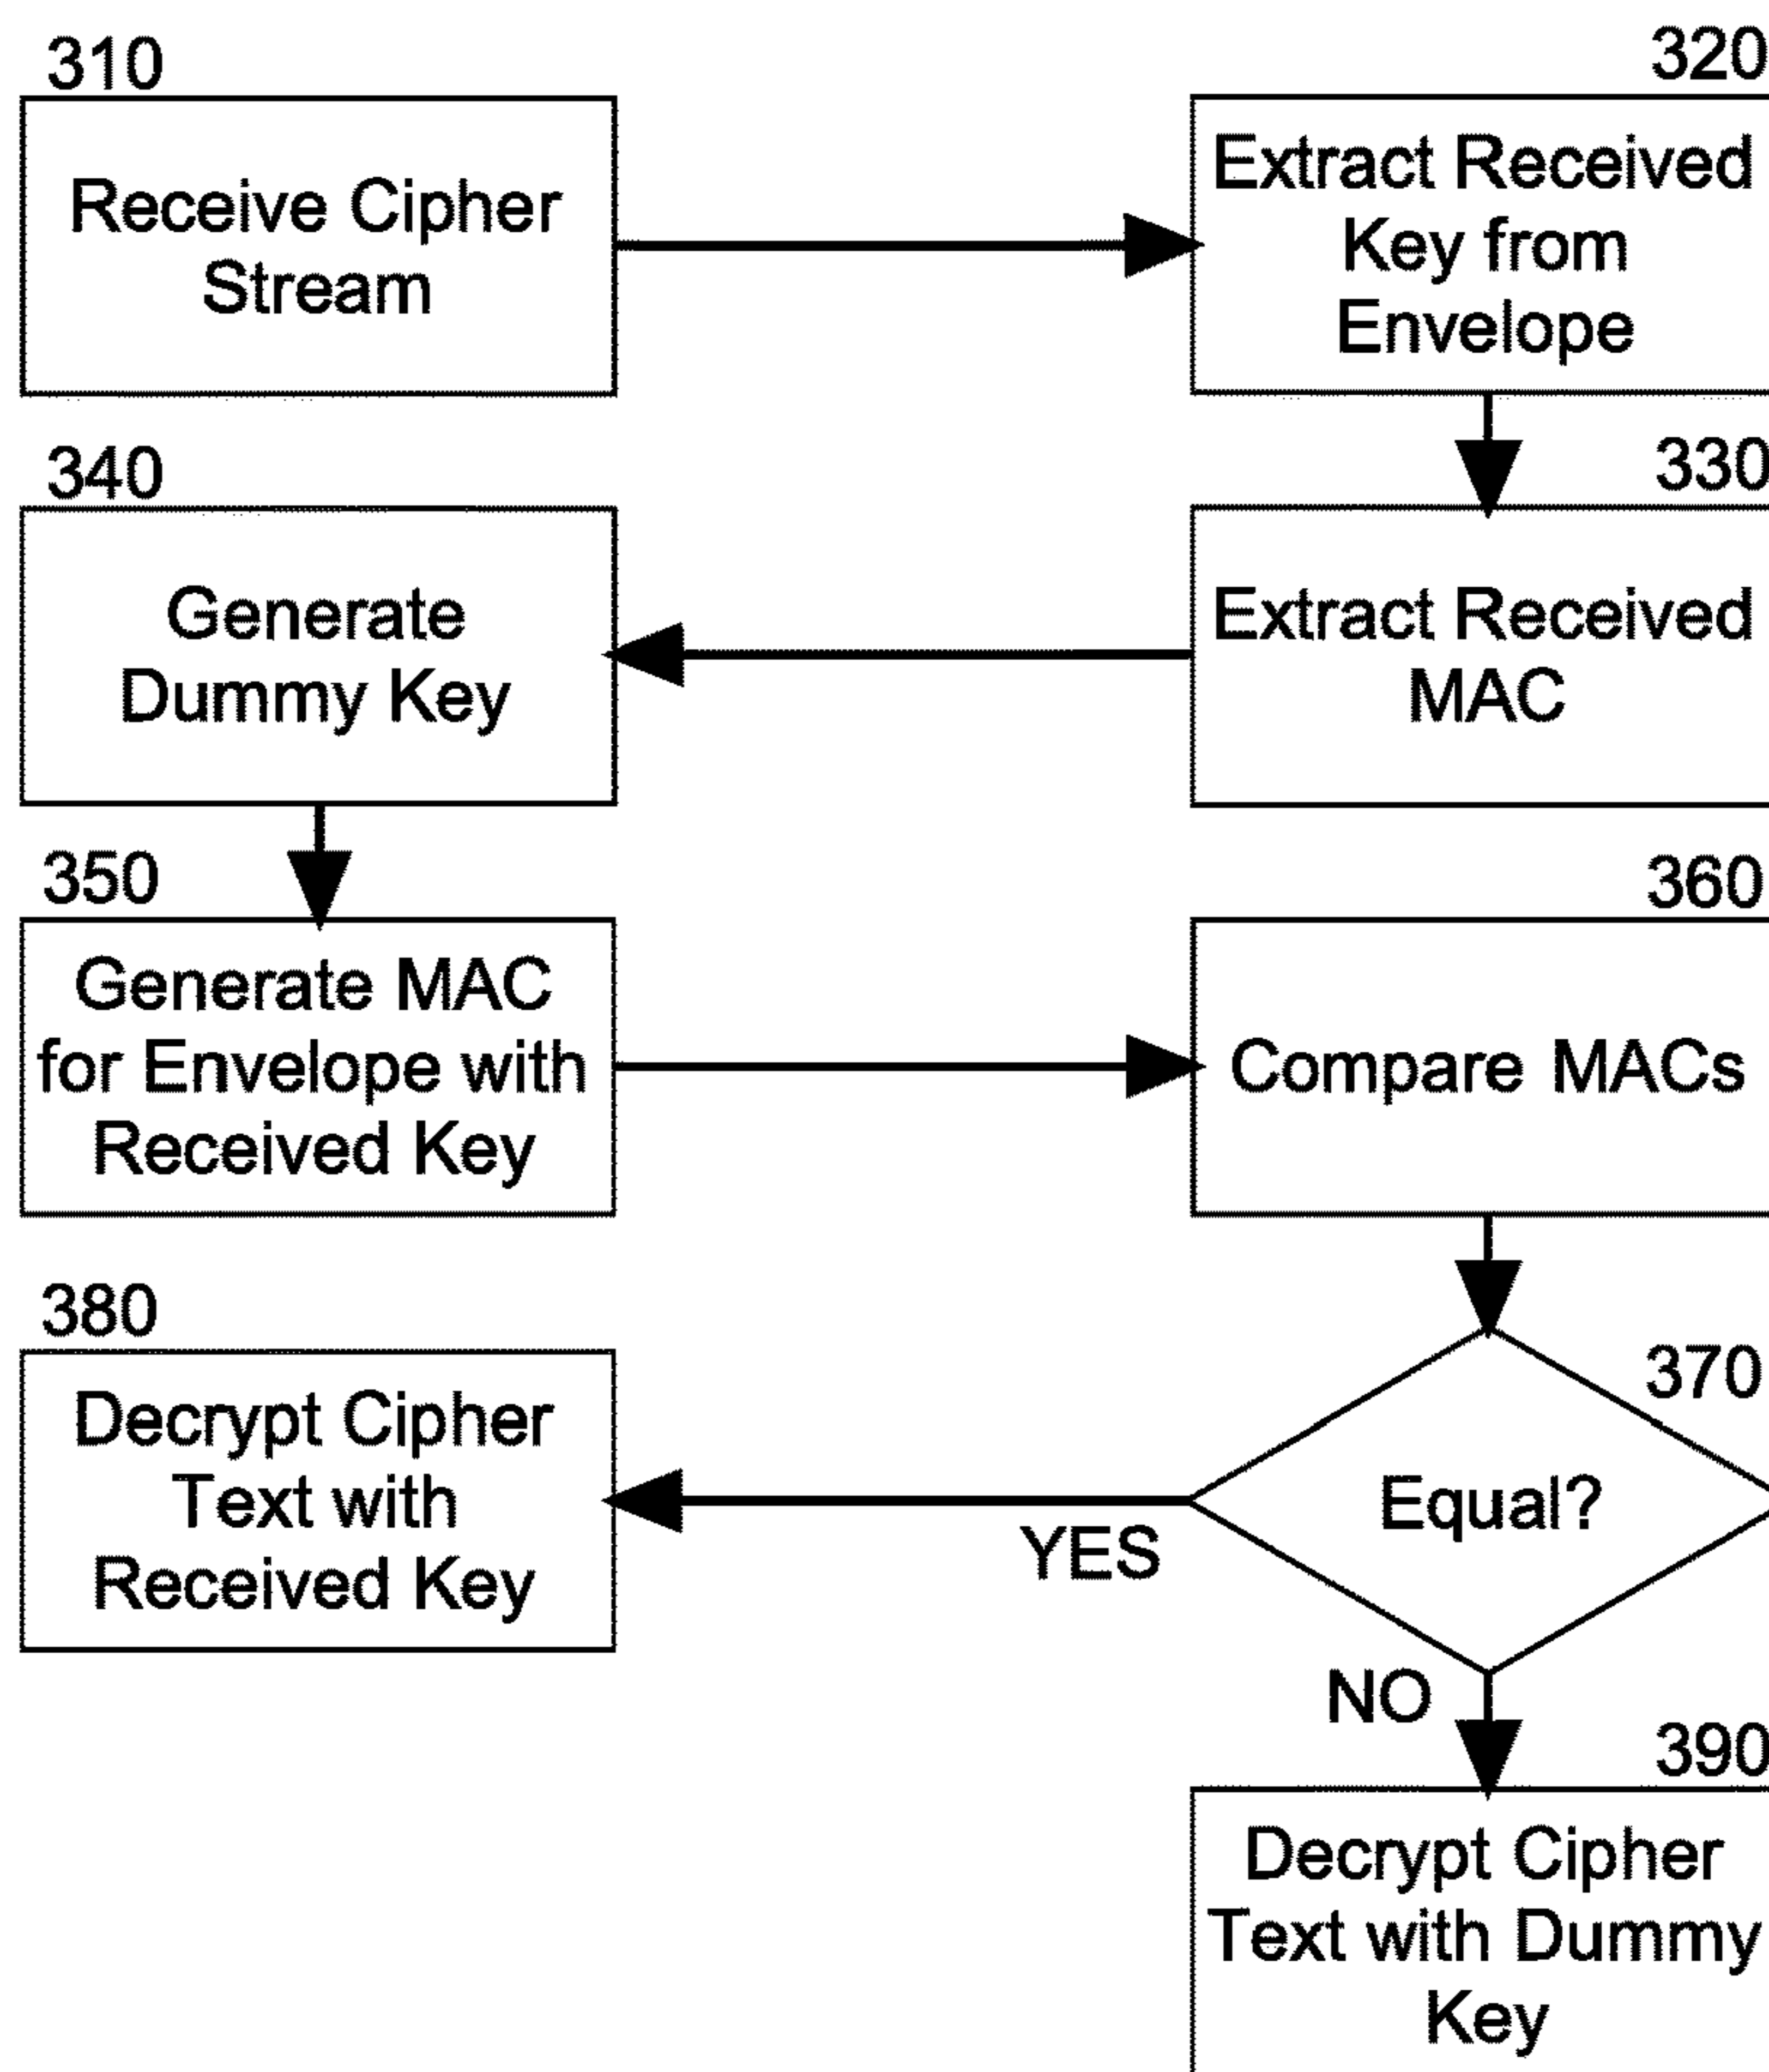 310
Receive Cipher
Stream
320
Extract Received
Key from
Envelope
330
Extract Received
MAC
340
Generate
Dummy Key
350
Generate MAC
for Envelope with
Received Key
360
Compare MACs
370
Equal?
YES
380
Decrypt Cipher
Text with
Received Key
NO
390
Decrypt Cipher
Text with Dummy
Key